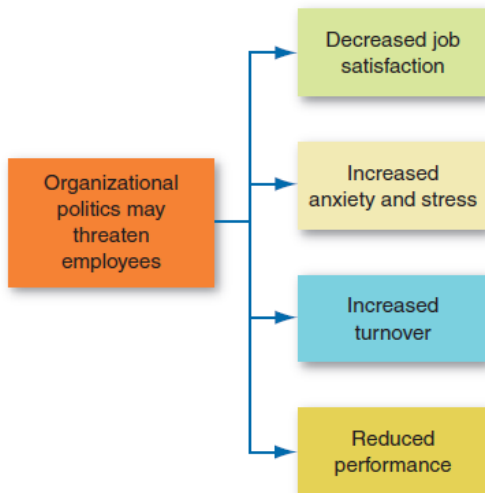 Organizational
politics may
threaten
employees
Decreased job
satisfaction
Increased
anxiety and stress
Increased
turnover
Reduced
performance